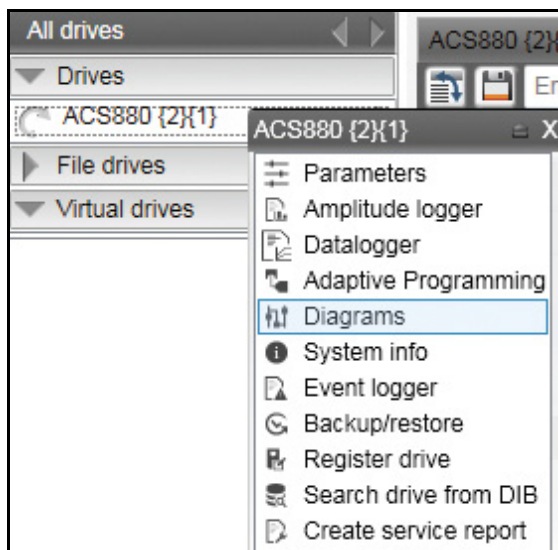 All drives
Drives
ACS880 {2}{1}
File drives
Virtual drives
ACS880 {2}{
ACS880 {2}{1}
X
Parameters
Amplitude logger
Datalogger
Adaptive Programming
Diagrams
System info
Event logger
Backup/restore
Register drive
Search drive from DIB
Create service report